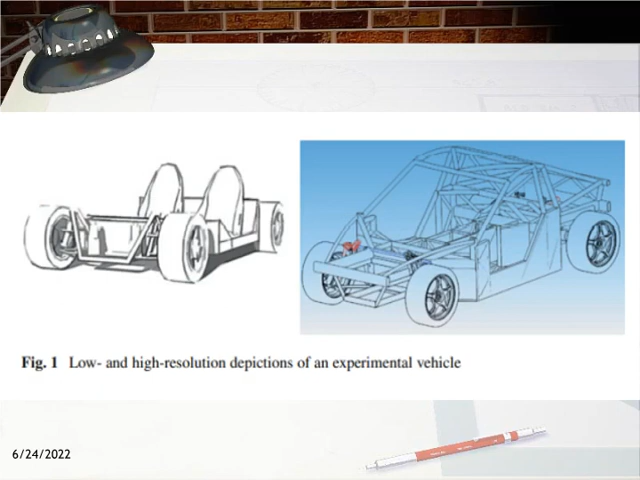 Fig. 1 Low- and high-resolution depictions of an experimental vehicle
6/24/2022